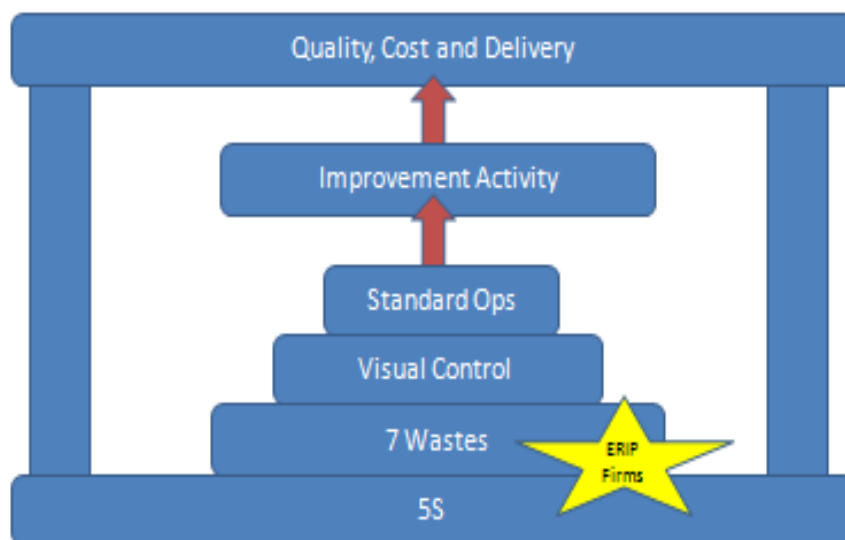 Quality, Cost and Delivery
Improvement Activity
Standard Ops
Visual Control
7 Wastes
ERIP
Firms
5S